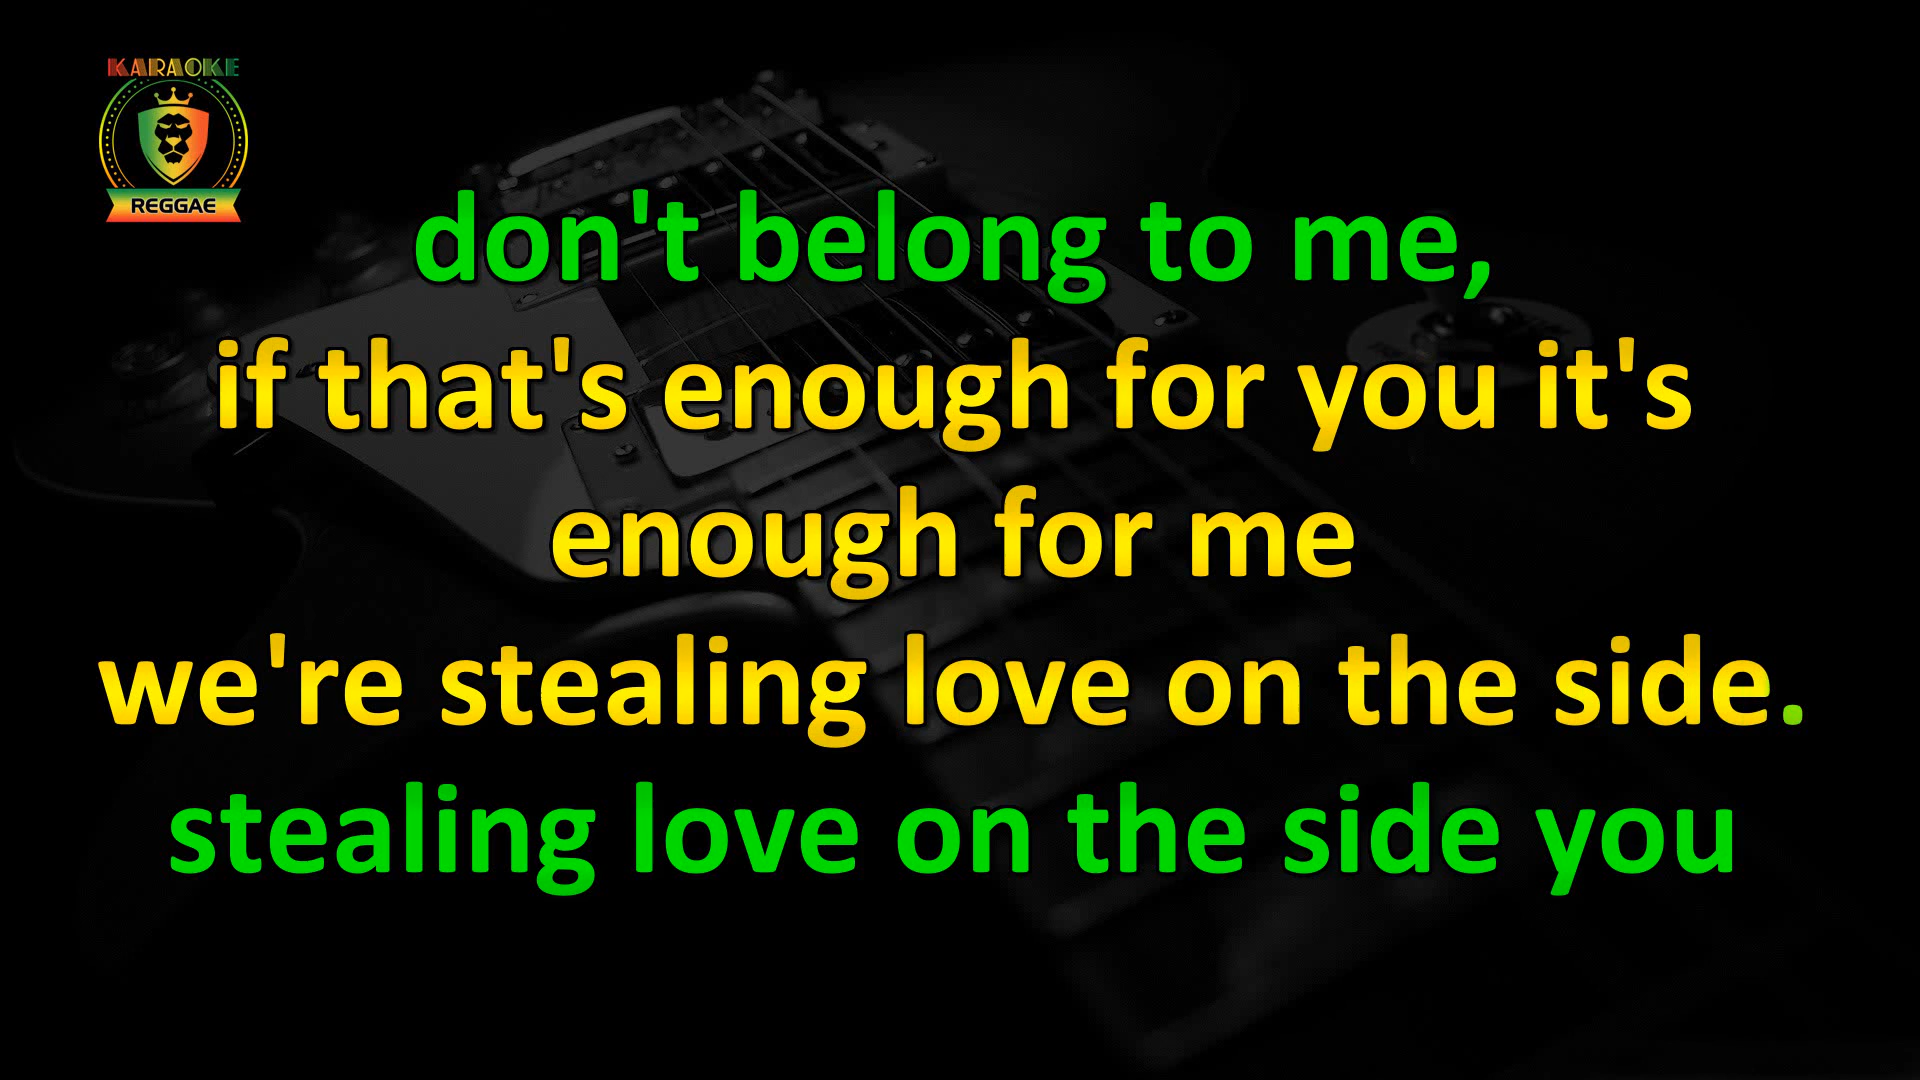 KARAOKE
REGGAE
don't belong to me,
if that's enough for you it's
enough for me
we're stealing love on the side.
stealing love on the side you